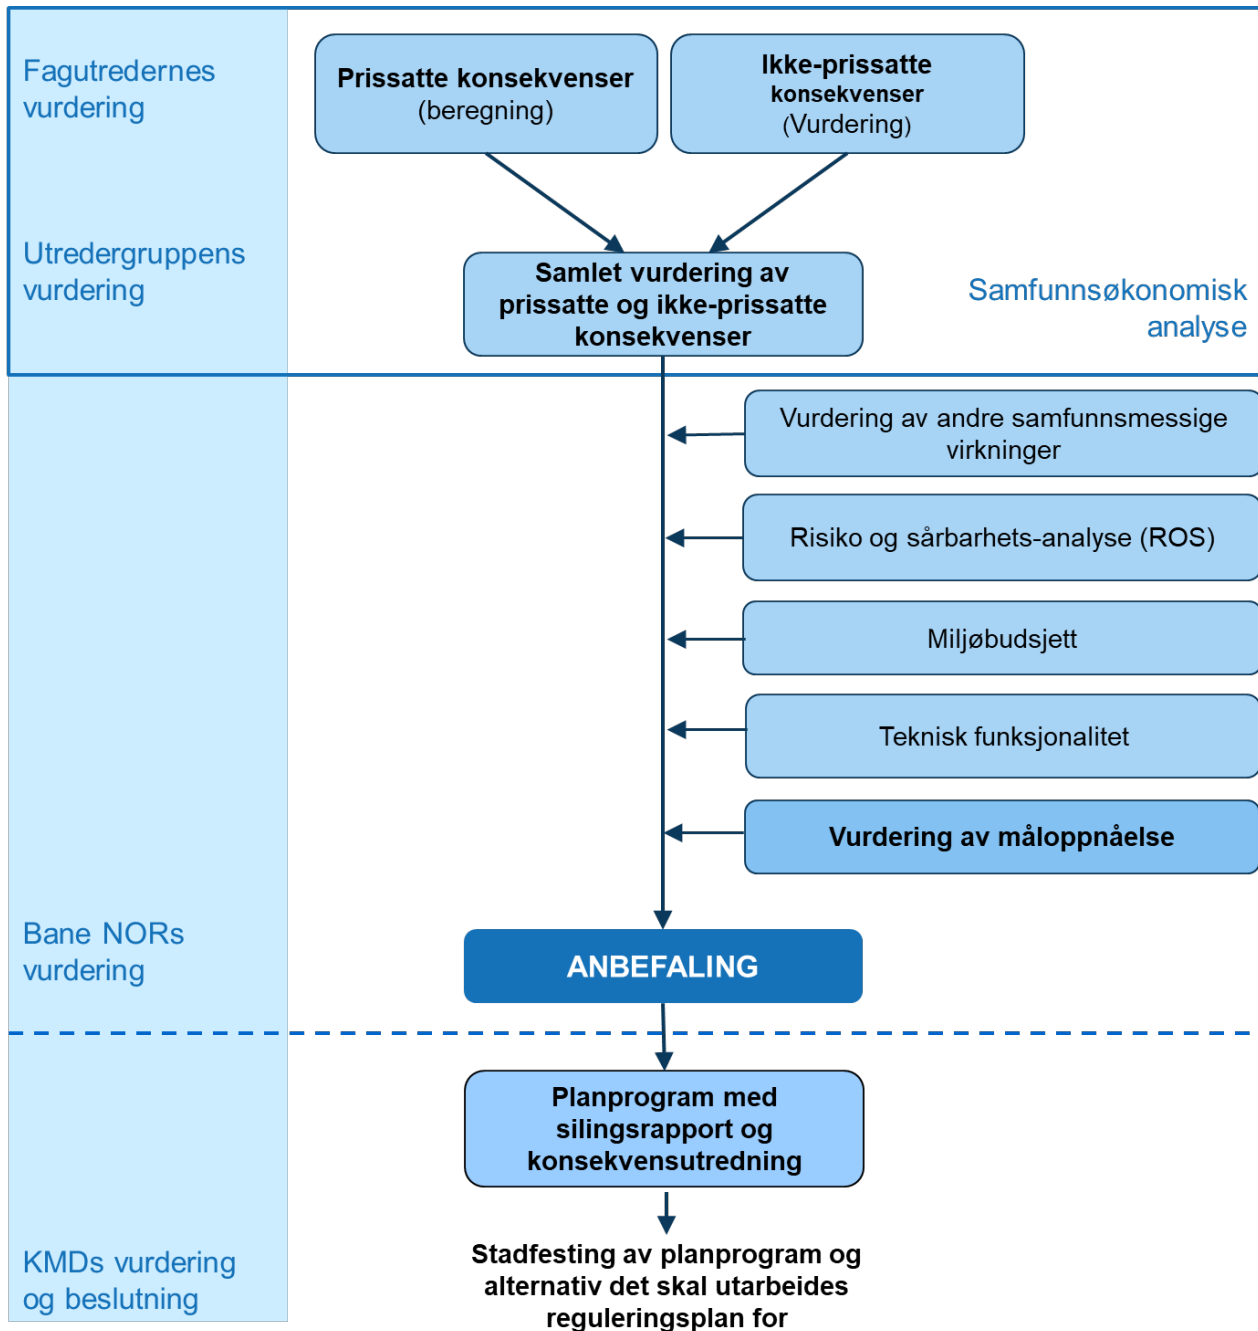 Fagutredernes
vurdering
Prissatte konsekvenser
(beregning)
Ikke-prissatte
konsekvenser
(Vurdering)
Utredergruppens
vurdering
Samlet vurdering av
prissatte og ikke-prissatte
konsekvenser
Samfunnsøkonomisk
analyse
Vurdering av andre samfunnsmessige
virkninger
Risiko og sårbarhets-analyse (ROS)
Miljøbudsjett
Teknisk funksjonalitet
Vurdering av måloppnåelse
Bane NORs
vurdering
ANBEFALING
Planprogram med
silingsrapport og
konsekvensutredning
KMDs vurdering
og beslutning
Stadfesting av planprogram og
alternativ det skal utarbeides
reguleringsplan for